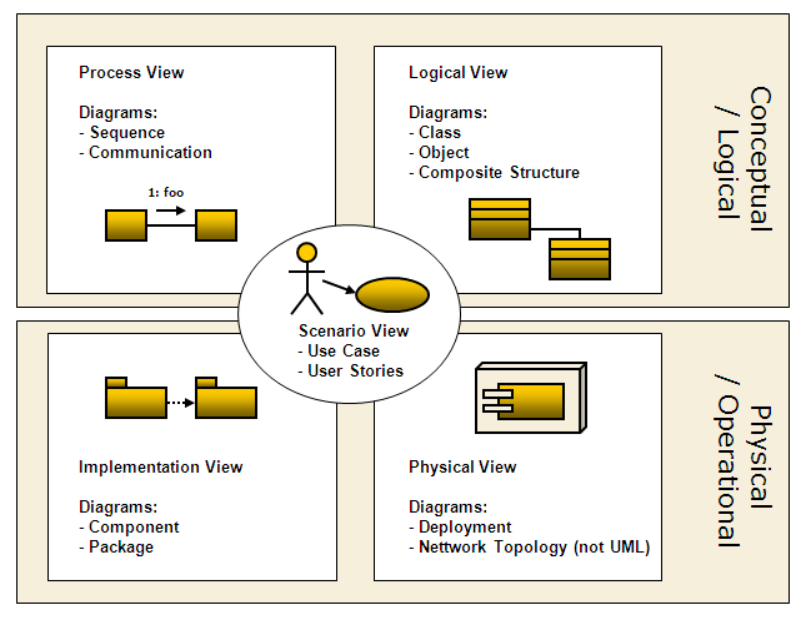 Process View
Diagrams:
- Sequence
- Communication
1: foo
Logical View
Diagrams:
- Class
- Object
- Composite Structure
Conceptual
/ Logical
Scenario View
- Use Case
- User Stories
Implementation View
Diagrams:
- Component
- Package
Physical View
Diagrams:
- Deployment
- Nettwork Topology (not UML)
Physical
/ Operational